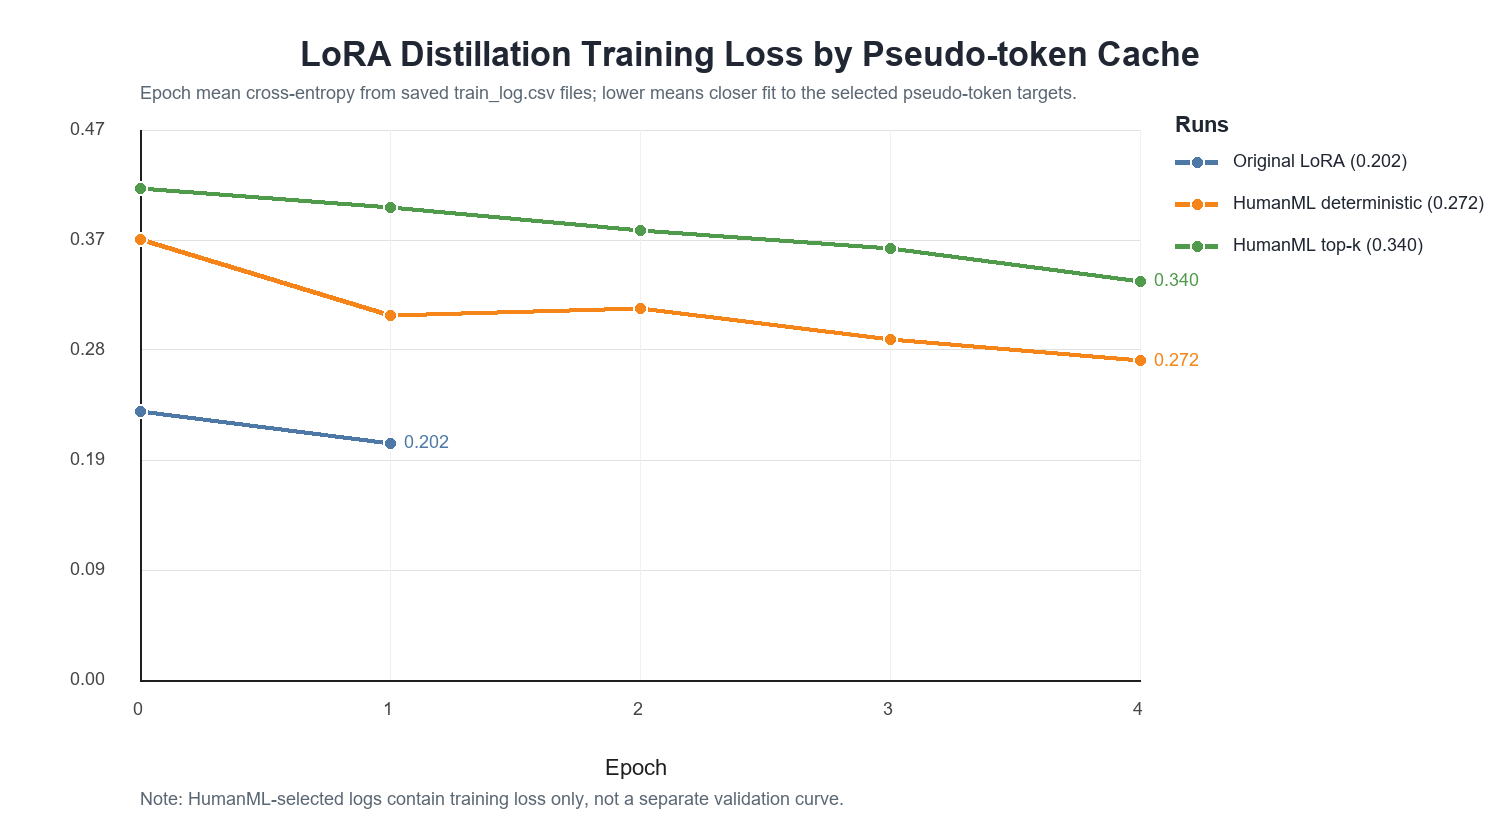 LoRA Distillation Training Loss by Pseudo-token Cache
Epoch mean cross-entropy from saved train_log.csv files; lower means closer fit to the selected pseudo-token targets.
Runs
Original LoRA (0.202)
HumanML deterministic (0.272)
HumanML top-k (0.340)
0.47
0.37
0.28
0.19
0.09
0.00
0.340
0.272
0.202
0 1 2 3 4
Epoch
Note: HumanML-selected logs contain training loss only, not a separate validation curve.